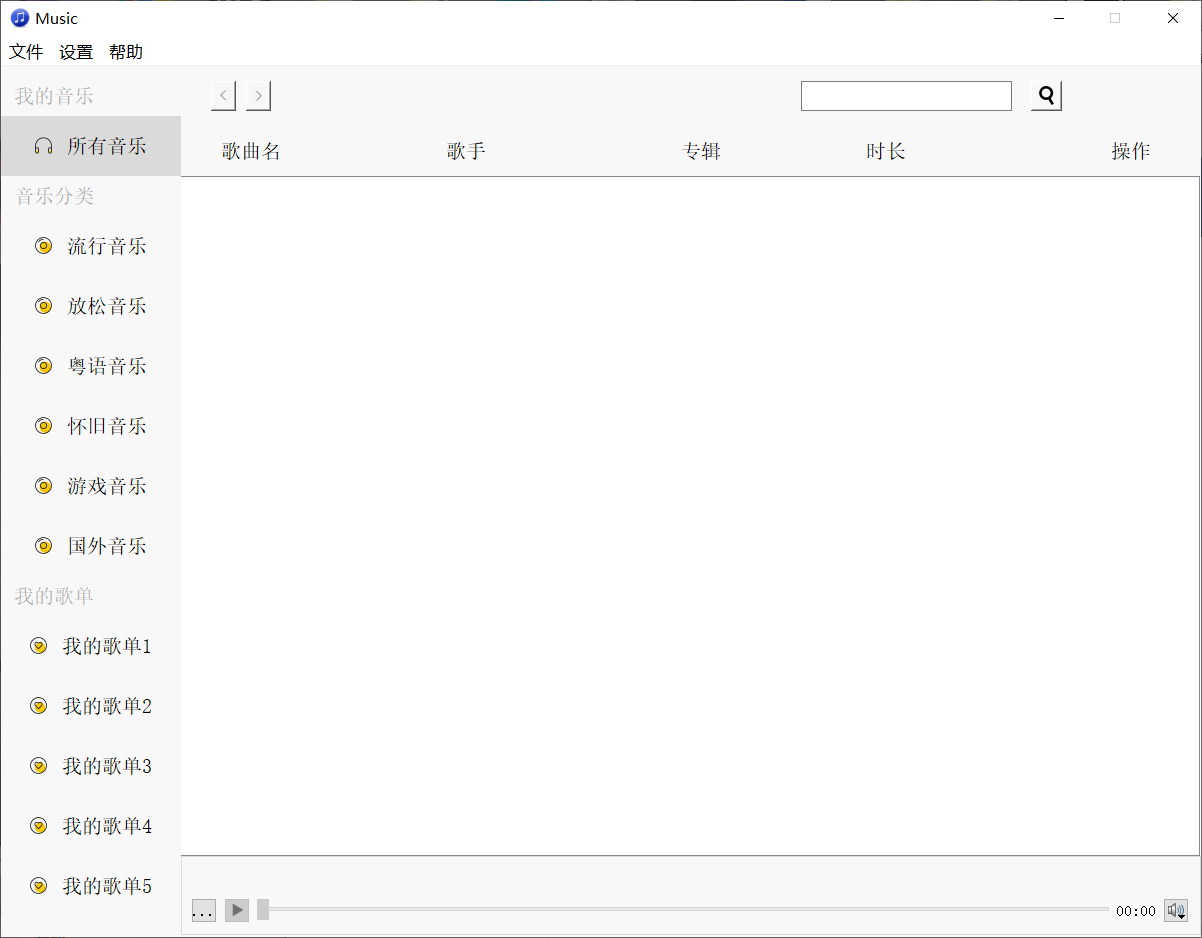 Music
文件 设置 帮助
我的音乐
所有音乐
音乐分类
流行音乐
放松音乐
粤语音乐
怀旧音乐
游戏音乐
国外音乐
我的歌单
我的歌单1
我的歌单2
我的歌单3
我的歌单4
我的歌单5
歌曲名 歌手 专辑 时长 操作
... 00:00